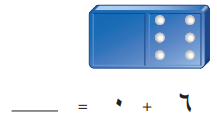 ____ = ٠ + ٦